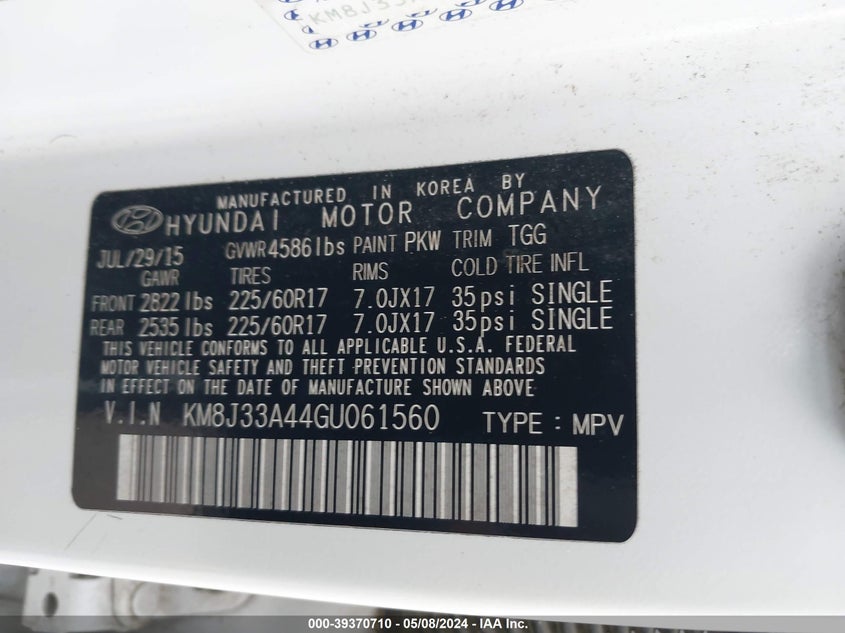 KM8J33A
MANUFACTURED IN KOREA BY
HYUNDAI MOTOR COMPANY
JUL/29/15 GVWR 4586lbs PAINT PKW TRIM TGG
GAWR TIRES RIMS COLD TIRE INFL
FRONT 2822 lbs 225/60R17 7.0JX17 35psi SINGLE
REAR 2535 lbs 225/60R17 7.0JX17 35psi SINGLE
THIS VEHICLE CONFORMS TO ALL APPLICABLE U.S.A. FEDERAL
MOTOR VEHICLE SAFETY AND THEFT PREVENTION STANDARDS
IN EFFECT ON THE DATE OF MANUFACTURE SHOWN ABOVE
V.I.N KM8J33A44GU061560 TYPE : MPV
000-39370710 - 05/08/2024 - IAA Inc.